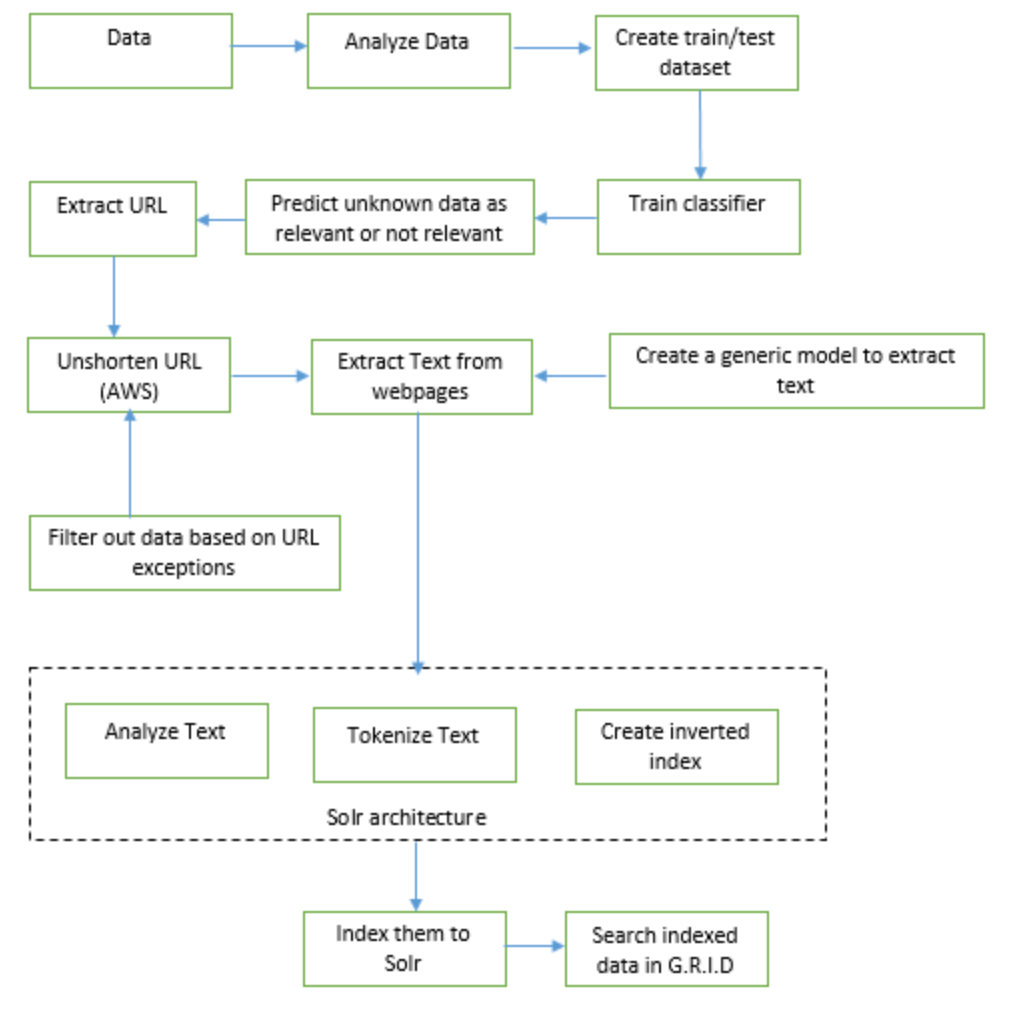 Data
Analyze Data
Create train/test
dataset
Extract URL
Predict unknown data as
relevant or not relevant
Train classifier
Unshorten URL
(AWS)
Extract Text from
webpages
Create a generic model to extract
text
Filter out data based on URL
exceptions
Analyze Text
Tokenize Text
Create inverted
index
Solr architecture
Index them to
Solr
Search indexed
data in G.R.I.D